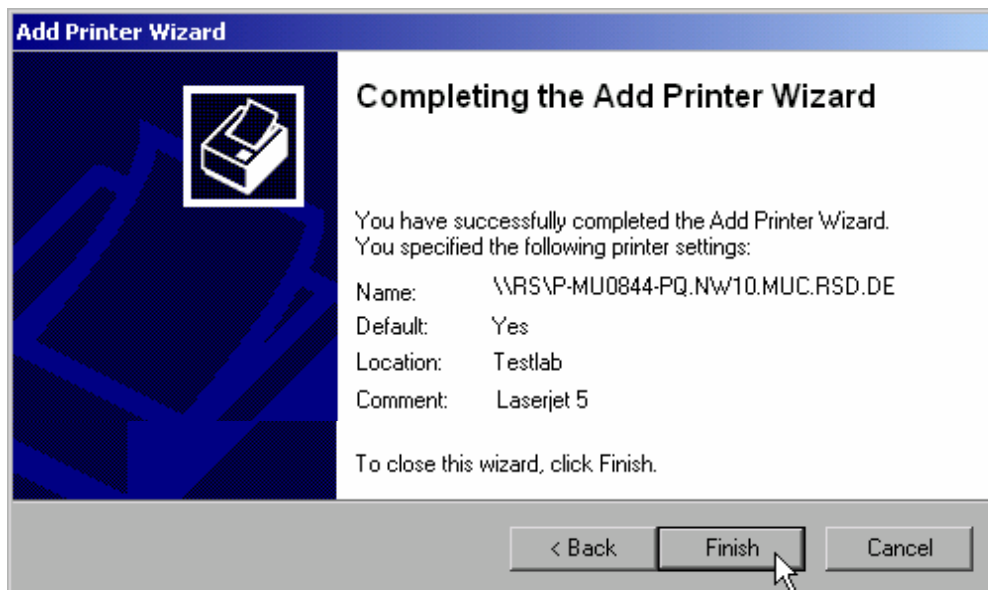 Add Printer Wizard
Completing the Add Printer Wizard
You have successfully completed the Add Printer Wizard.
You specified the following printer settings:
Name: \\RS\P-MU0844-PQ.NW10.MUC.RSD.DE
Default: Yes
Location: Testlab
Comment: Laserjet 5
To close this wizard, click Finish.
< Back Finish Cancel